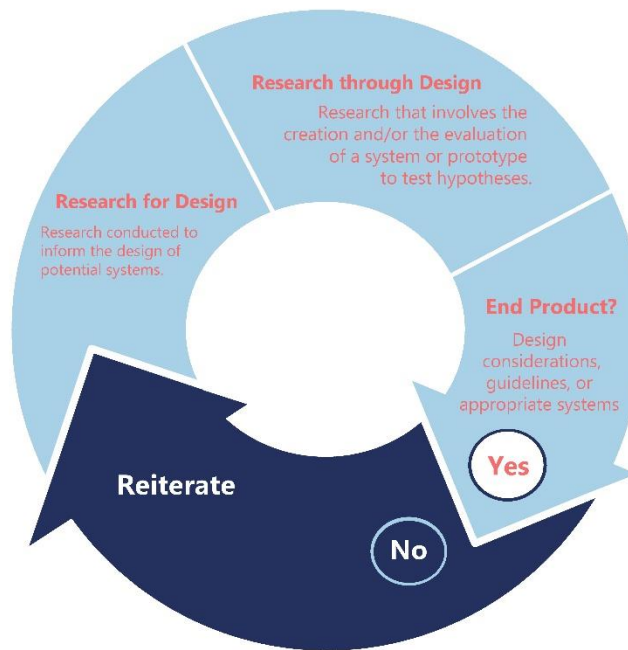 Research through Design
Research that involves the
creation and/or the evaluation
of a system or prototype
to test hypotheses.
Research for Design
Research conducted to
inform the design of
potential systems.
End Product?
Design
considerations,
guidelines, or
appropriate systems
Yes
No
Reiterate